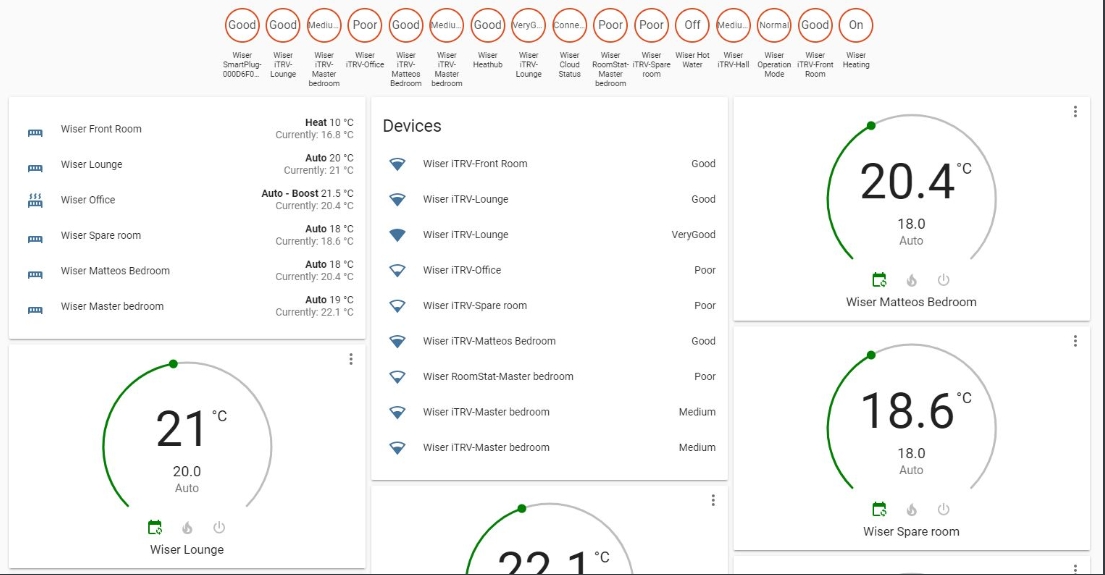 Good Good Mediu... Poor Good Mediu... Good VeryG... Conne... Poor Poor Off Mediu... Normal Good On
Wiser SmartPlug-000D6F0...
Wiser iTRV-Lounge
Wiser iTRV-Master bedroom
Wiser iTRV-Office
Wiser iTRV-Matteos Bedroom
Wiser iTRV-Master bedroom
Wiser Heathub
Wiser iTRV-Lounge
Wiser Cloud Status
Wiser RoomStat-Master bedroom
Wiser iTRV-Spare room
Wiser Hot Water
Wiser iTRV-Hall
Wiser Operation Mode
Wiser iTRV-Front Room
Wiser Heating
Wiser Front Room Heat 10 °C
Currently: 16.8 °C
Wiser Lounge Auto 20 °C
Currently: 21 °C
Wiser Office Auto - Boost 21.5 °C
Currently: 20.4 °C
Wiser Spare room Auto 18 °C
Currently: 18.6 °C
Wiser Matteos Bedroom Auto 18 °C
Currently: 20.4 °C
Wiser Master bedroom Auto 19 °C
Currently: 22.1 °C
21 °C
20.0
Auto
Wiser Lounge
Devices
Wiser iTRV-Front Room Good
Wiser iTRV-Lounge Good
Wiser iTRV-Lounge VeryGood
Wiser iTRV-Office Poor
Wiser iTRV-Spare room Poor
Wiser iTRV-Matteos Bedroom Good
Wiser RoomStat-Master bedroom Poor
Wiser iTRV-Master bedroom Medium
Wiser iTRV-Master bedroom Medium
22.1 °C
20.4 °C
18.0
Auto
Wiser Matteos Bedroom
18.6 °C
18.0
Auto
Wiser Spare room